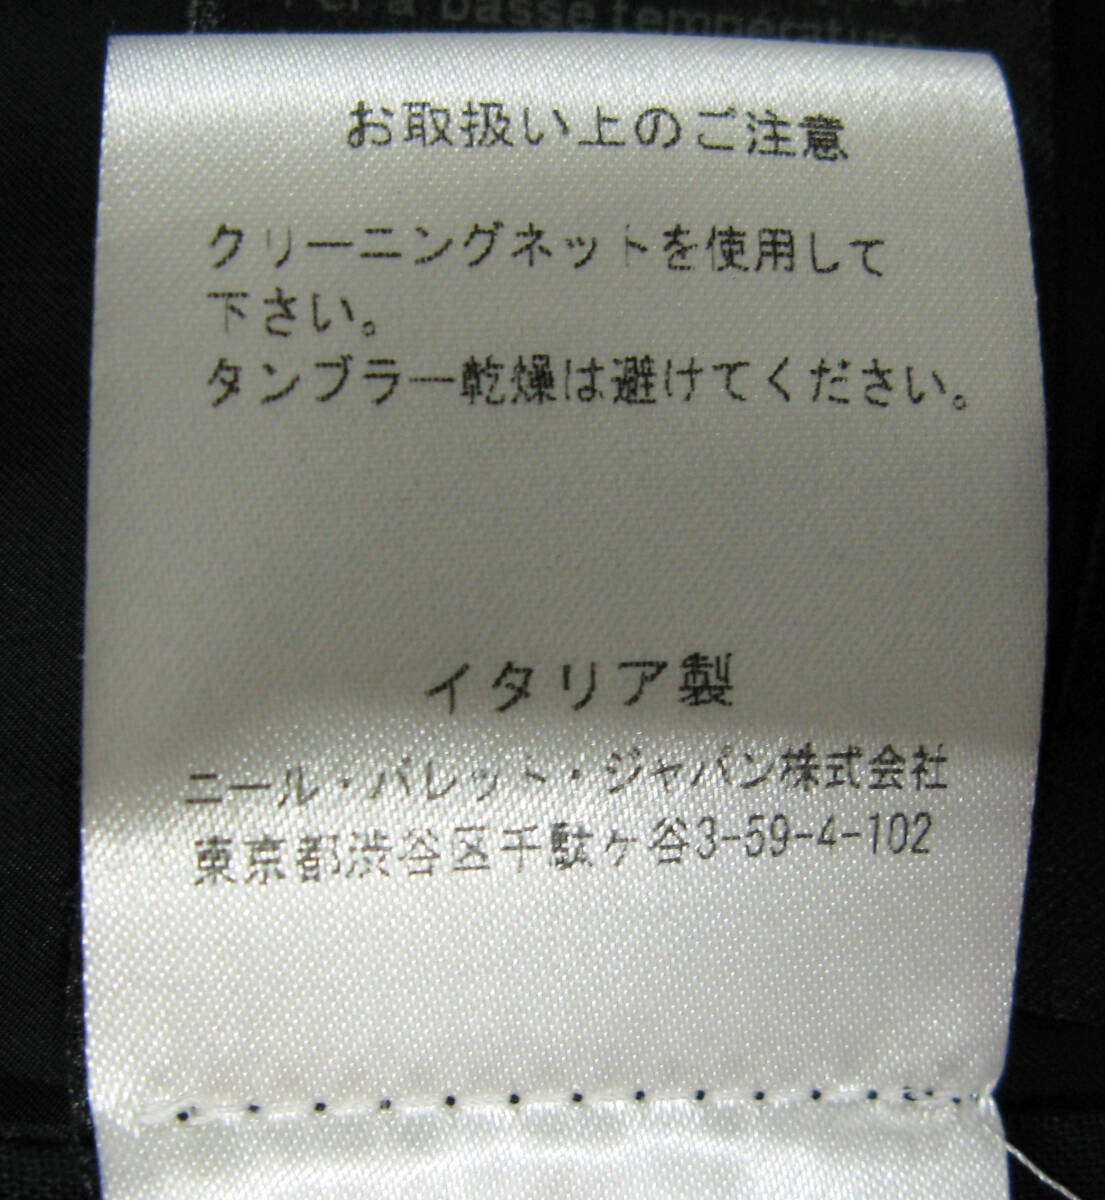 à basse température
お取扱い上のご注意
クリーニングネットを使用して
下さい。
タンブラー乾燥は避けてください。
イタリア製
ニール・バレット・ジャパン株式会社
東京都渋谷区千駄ヶ谷3-59-4-102